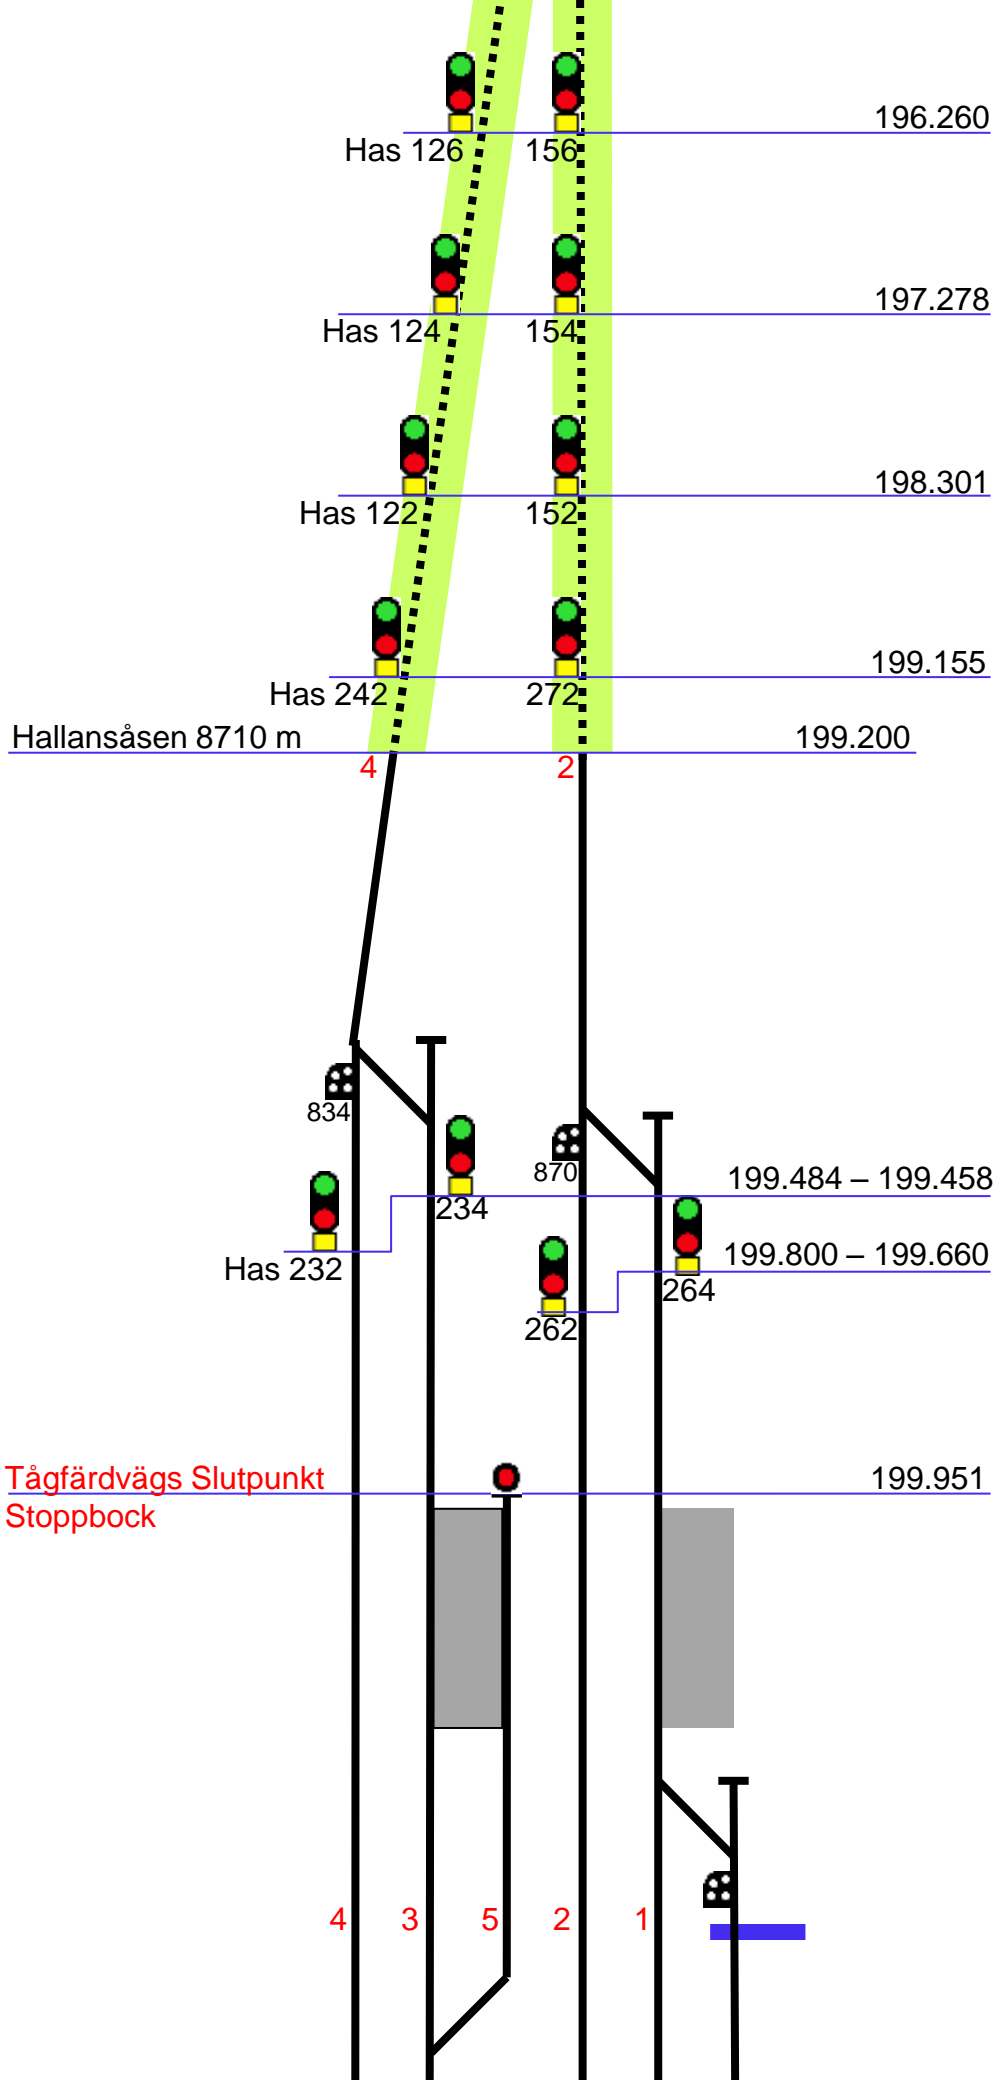 196.260
Has 126
156
197.278
Has 124
154
198.301
Has 122
152
199.155
Has 242
272
Hallansåsen 8710 m
199.200
4
2
834
870
199.484 – 199.458
234
199.800 – 199.660
Has 232
264
262
Tågfärdvägs Slutpunkt
199.951
Stoppbock
4
3
5
2
1